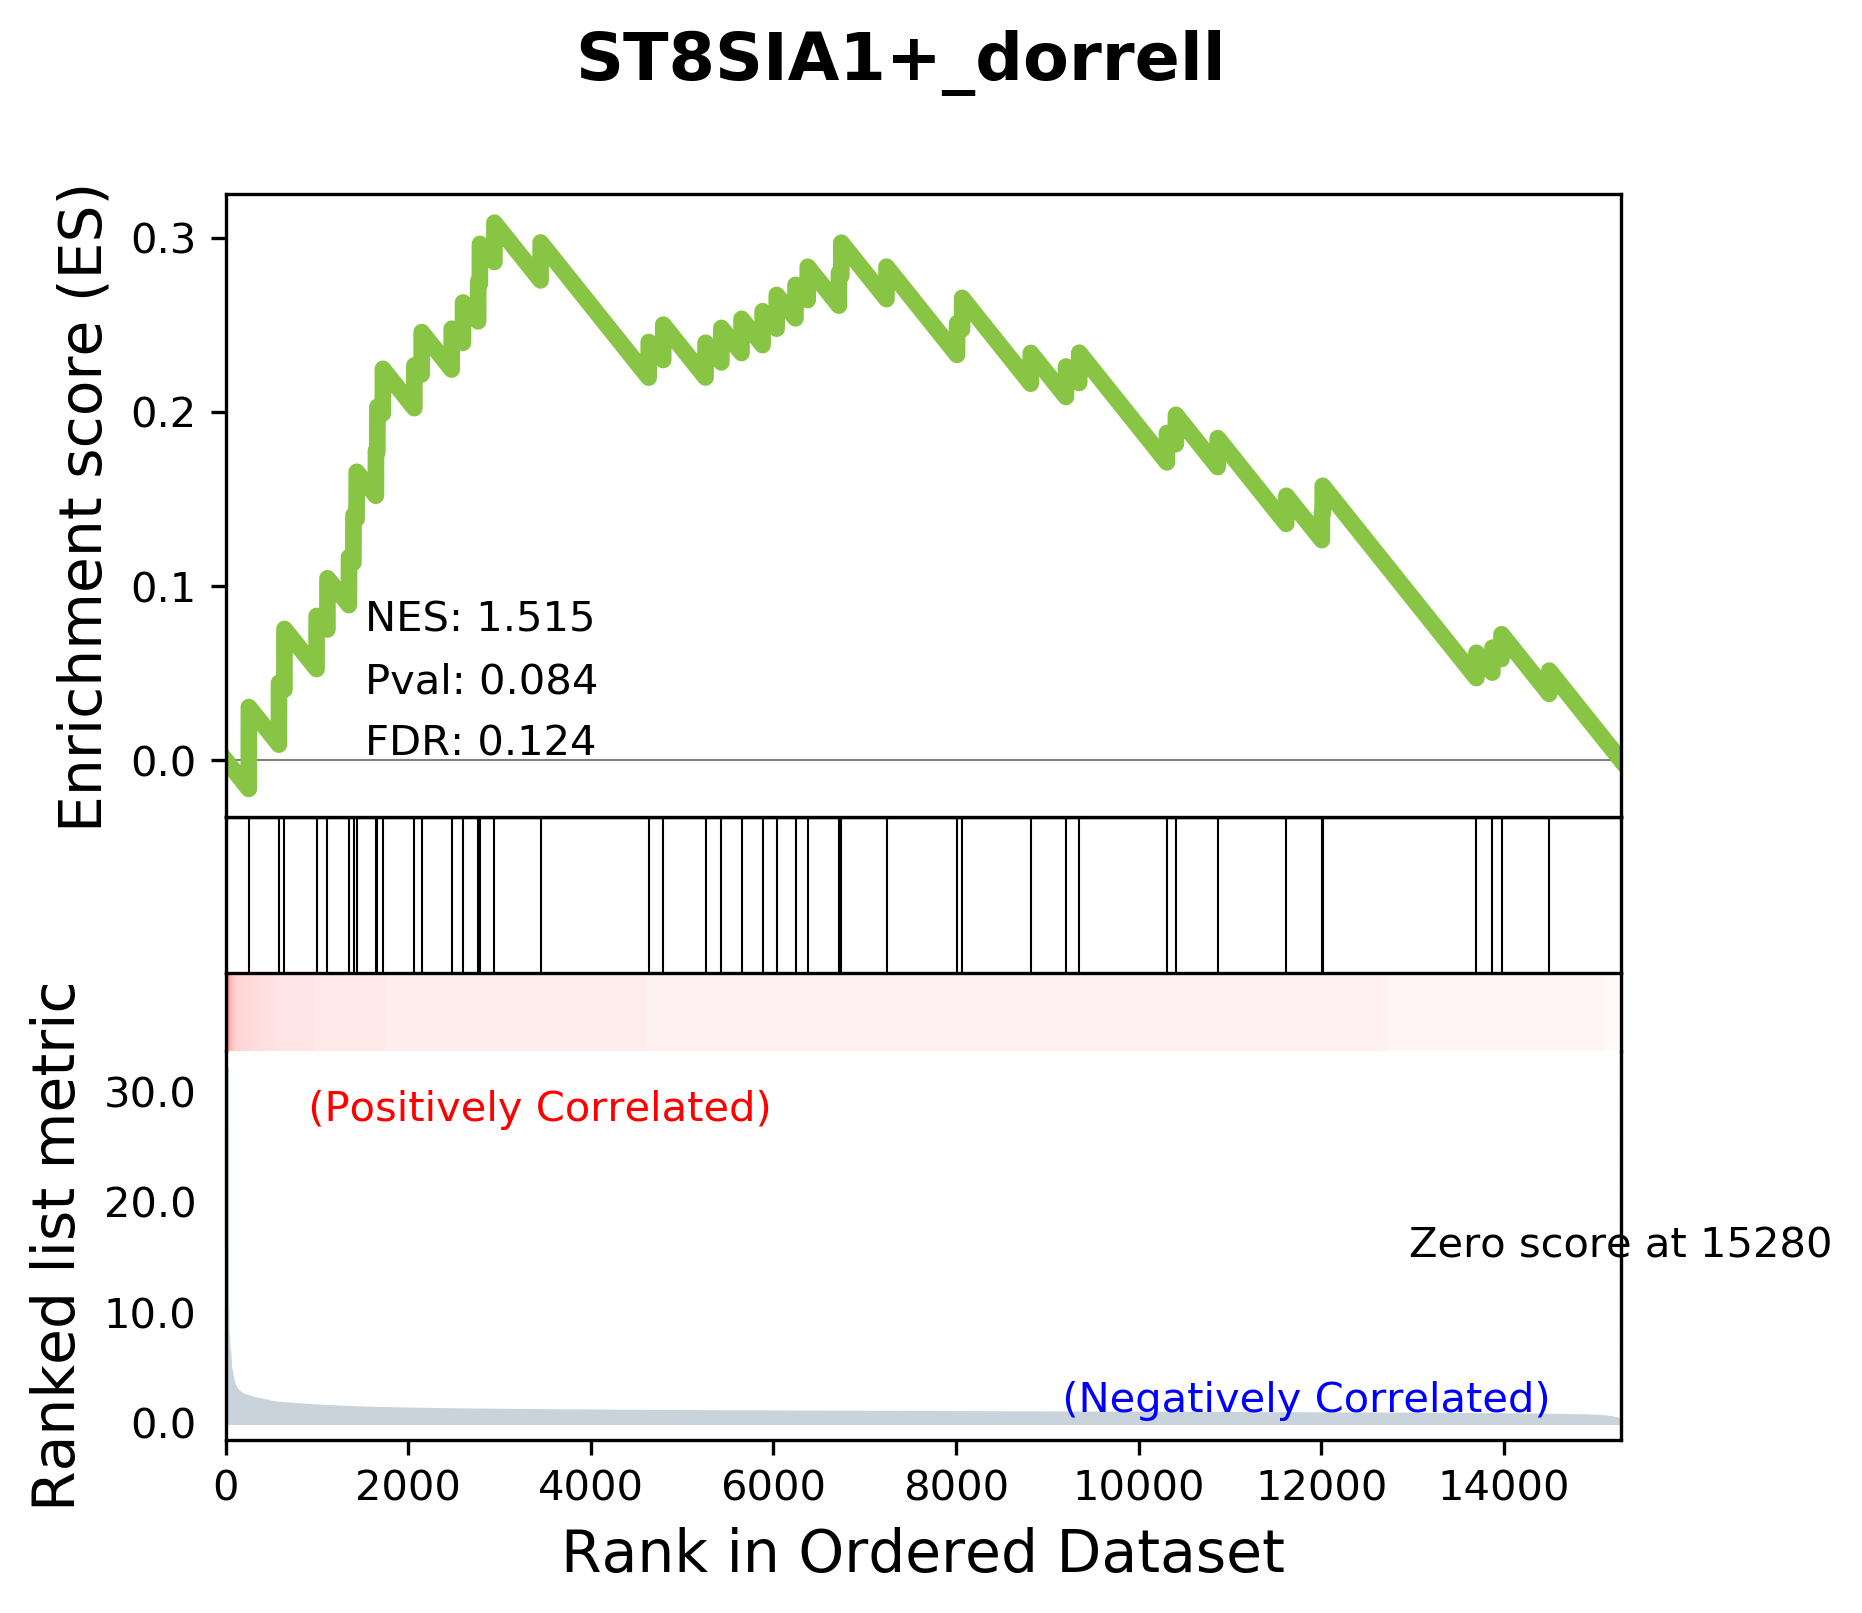 ST8SIA1+_dorrell
Enrichment score (ES)
0.3
0.2
0.1
0.0
NES: 1.515
Pval: 0.084
FDR: 0.124
Ranked list metric
30.0
20.0
10.0
0.0
(Positively Correlated)
Zero score at 15280
(Negatively Correlated)
0 2000 4000 6000 8000 10000 12000 14000
Rank in Ordered Dataset